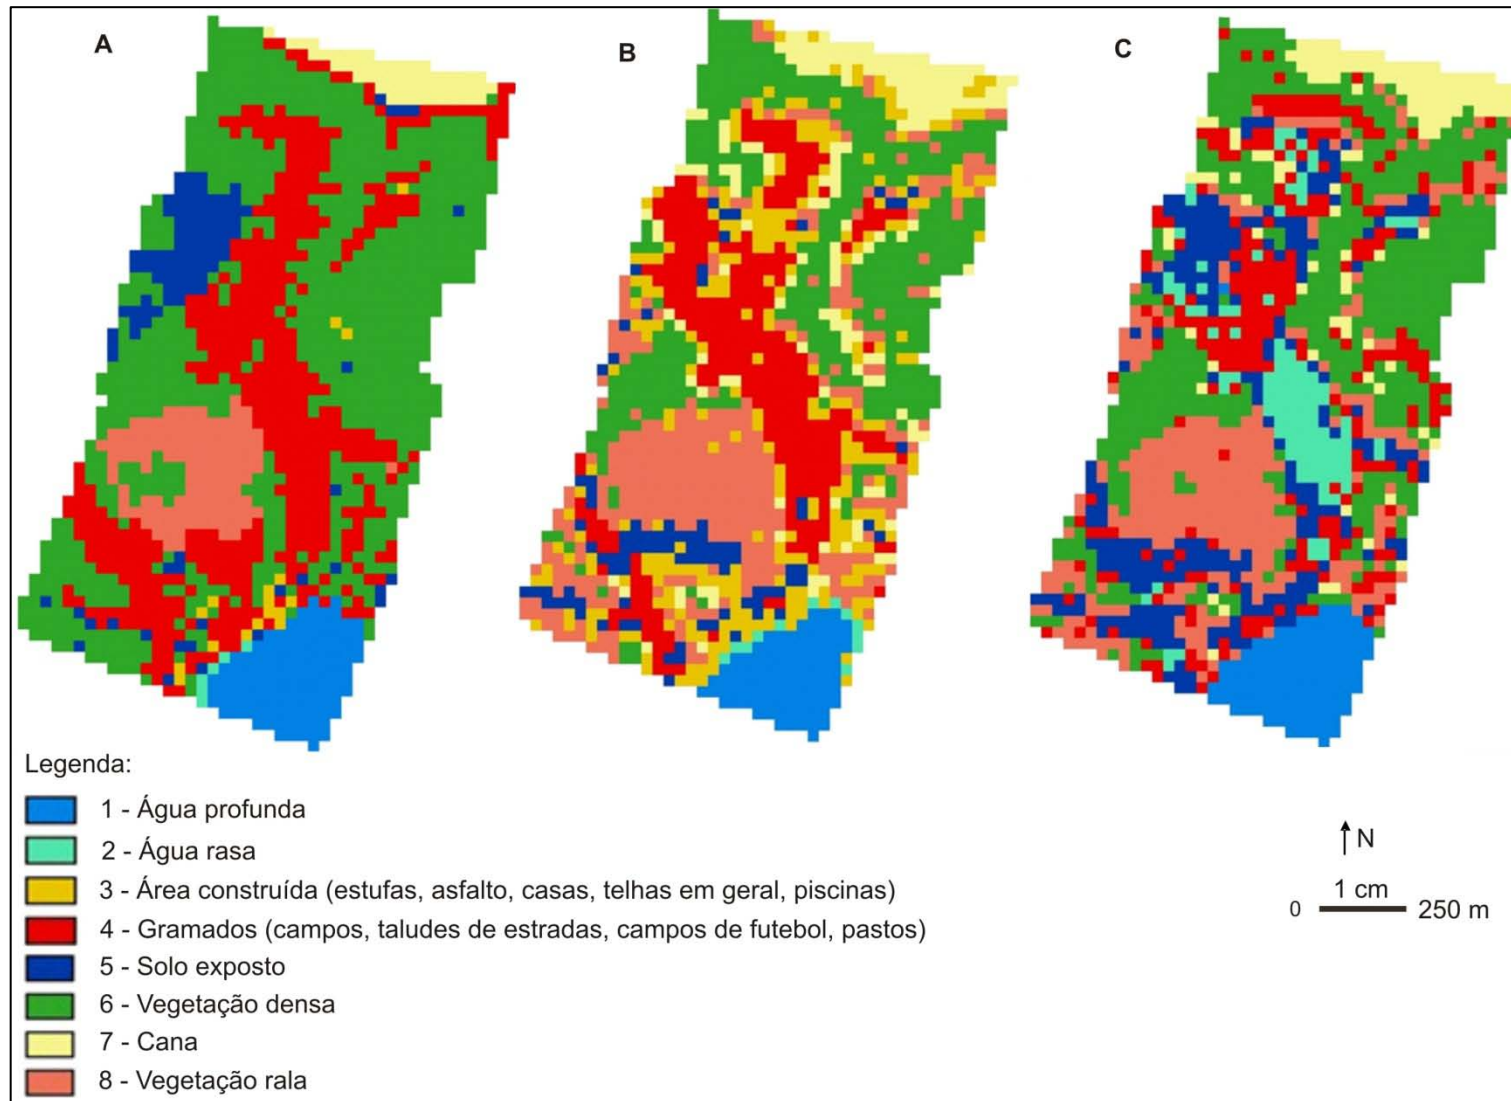 A
B
C
Legenda:
1 - Água profunda
2 - Água rasa
3 - Área construída (estufas, asfalto, casas, telhas em geral, piscinas)
4 - Gramados (campos, taludes de estradas, campos de futebol, pastos)
5 - Solo exposto
6 - Vegetação densa
7 - Cana
8 - Vegetação rala
N
1 cm
0 250 m